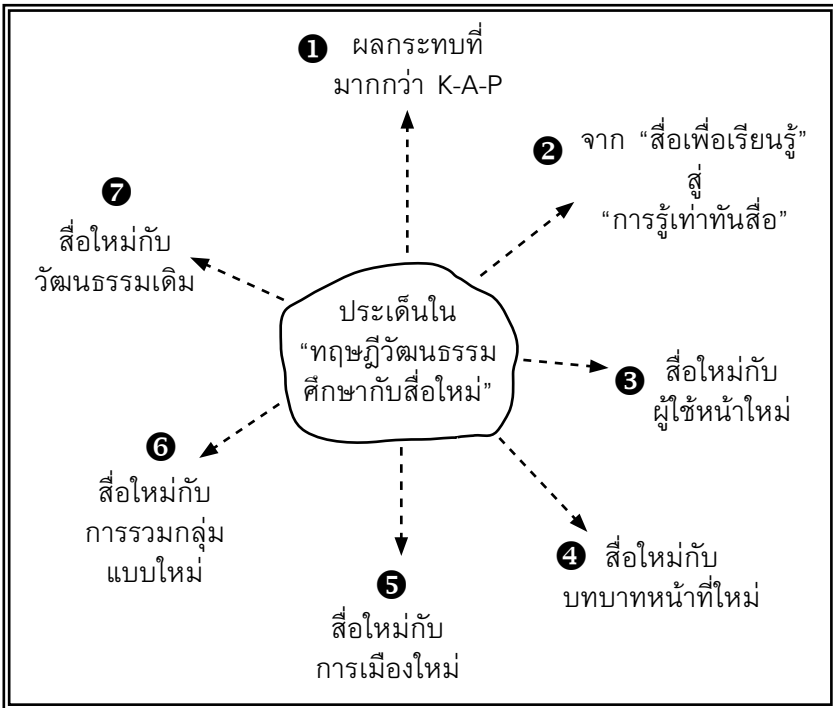 ❶ ผลกระทบที่
มากกว่า K-A-P
❷ จาก “สื่อเพื่อเรียนรู้”
สู่
“การรู้เท่าทันสื่อ”
❸ สื่อใหม่กับ
ผู้ใช้หน้าใหม่
❹ สื่อใหม่กับ
บทบาทหน้าที่ใหม่
❺
สื่อใหม่กับ
การเมืองใหม่
❻
สื่อใหม่กับ
การรวมกลุ่ม
แบบใหม่
❼
สื่อใหม่กับ
วัฒนธรรมเดิม
ประเด็นใน
“ทฤษฎีวัฒนธรรม
ศึกษากับสื่อใหม่”